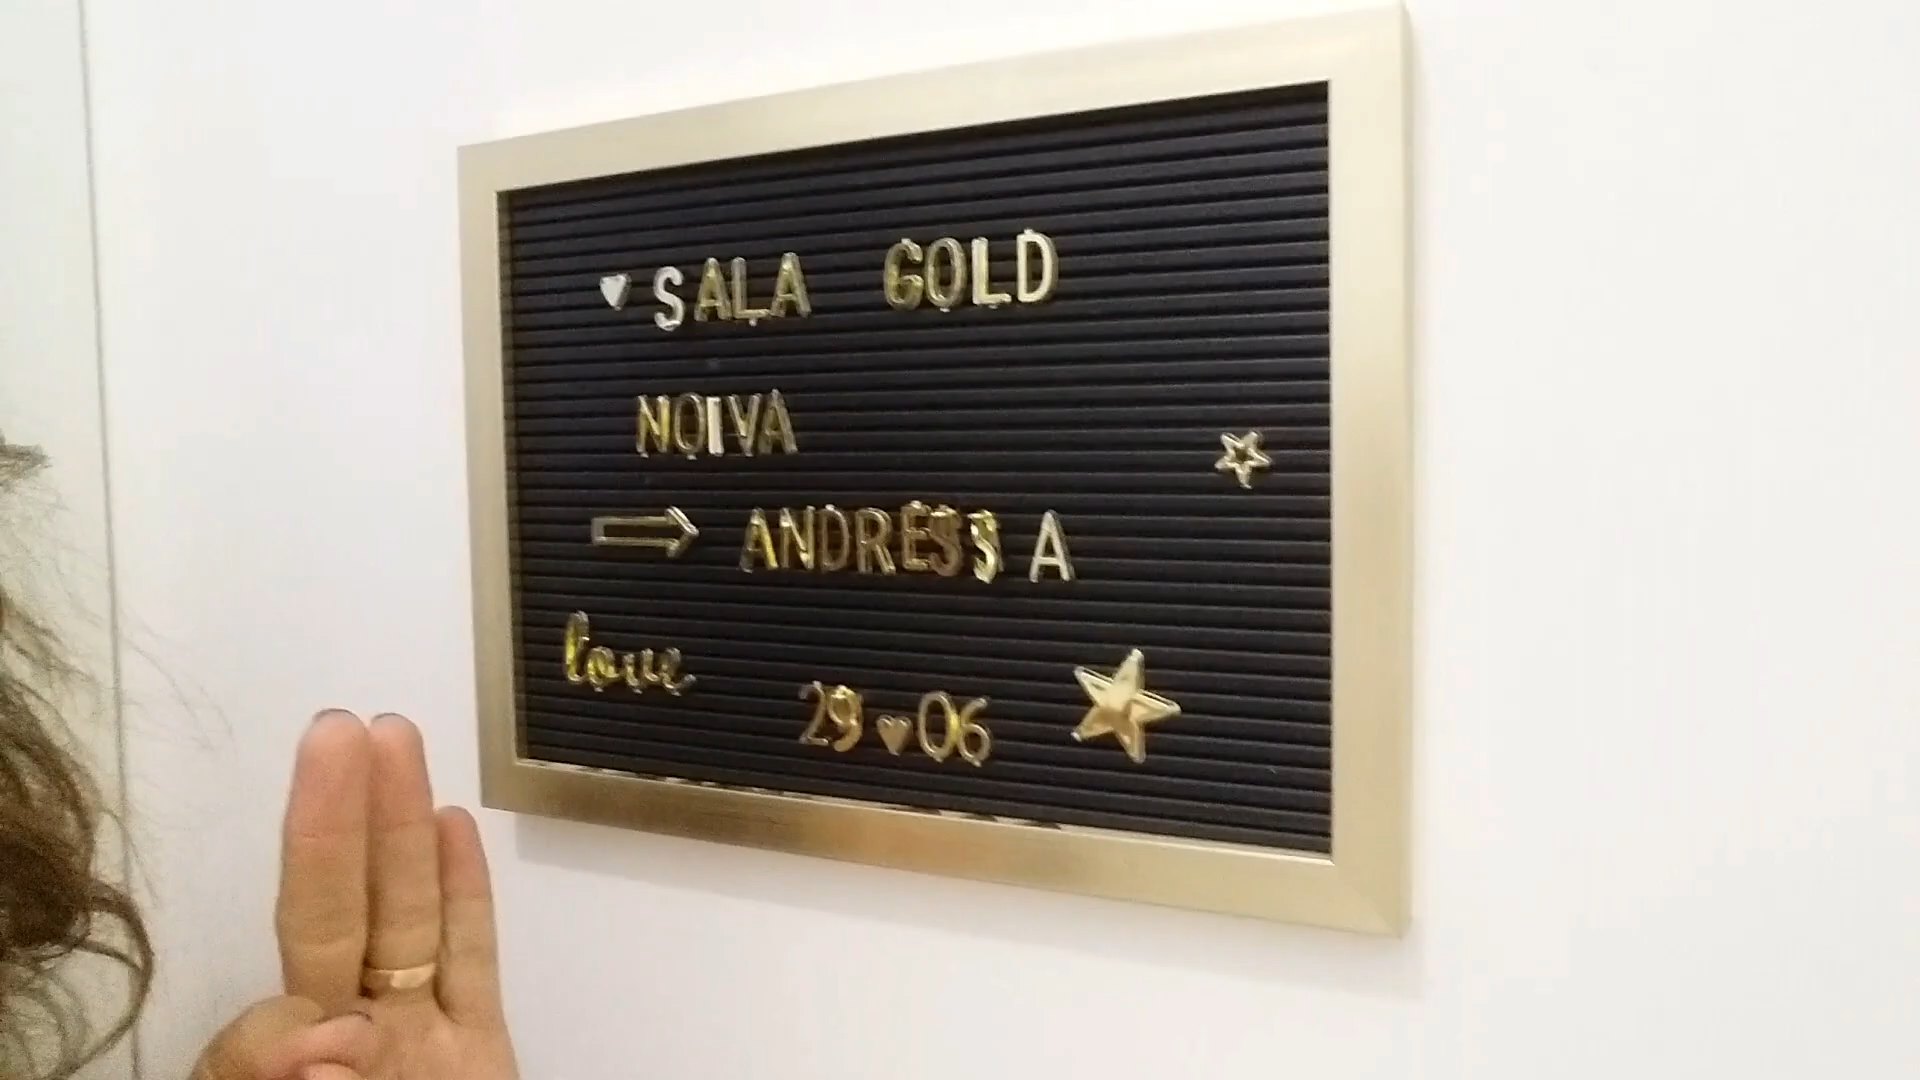 ♥ SALA GOLD
NOIVA
→ ANDRESS A
love
29♥06